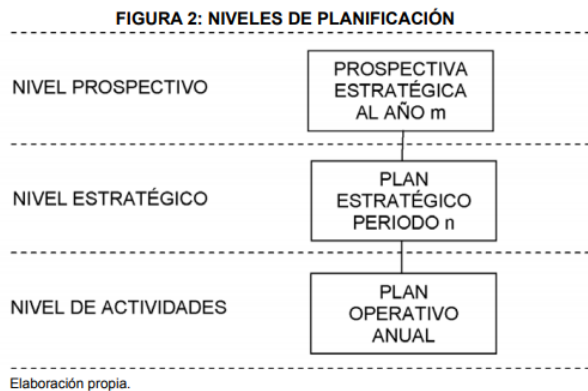 FIGURA 2: NIVELES DE PLANIFICACIÓN
NIVEL PROSPECTIVO
PROSPECTIVA
ESTRATÉGICA
AL AÑO m
NIVEL ESTRATÉGICO
PLAN
ESTRATÉGICO
PERIODO n
NIVEL DE ACTIVIDADES
PLAN
OPERATIVO
ANUAL
Elaboración propia.